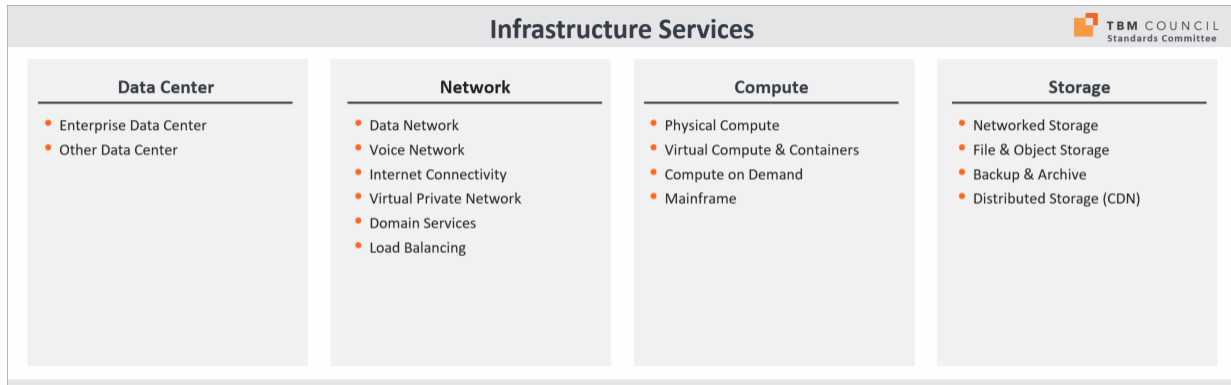 Infrastructure Services
TBM COUNCIL
Standards Committee
Data Center
• Enterprise Data Center
• Other Data Center
Network
• Data Network
• Voice Network
• Internet Connectivity
• Virtual Private Network
• Domain Services
• Load Balancing
Compute
• Physical Compute
• Virtual Compute & Containers
• Compute on Demand
• Mainframe
Storage
• Networked Storage
• File & Object Storage
• Backup & Archive
• Distributed Storage (CDN)